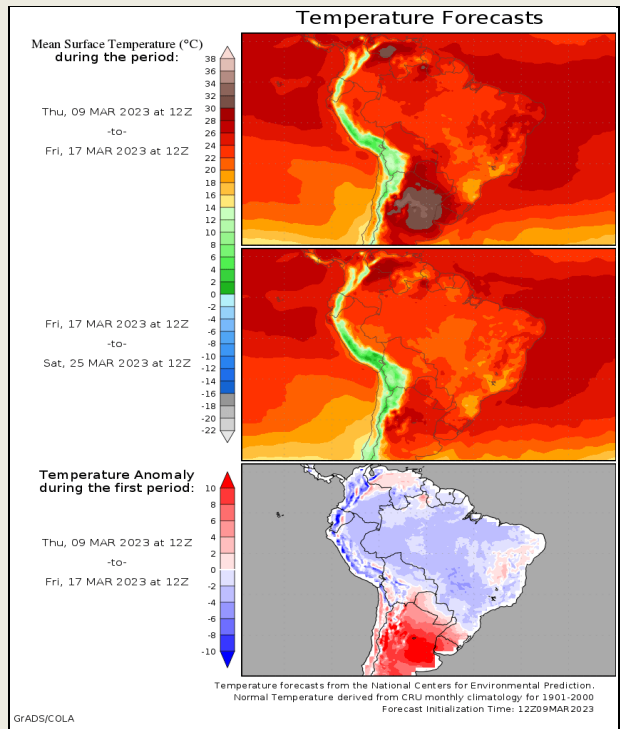 Temperature Forecasts
Mean Surface Temperature (°C)
during the period:
Thu, 09 MAR 2023 at 12Z
-to-
Fri, 17 MAR 2023 at 12Z
38
36
34
32
30
28
26
24
22
20
18
16
14
12
10
8
6
4
2
0
-2
-4
-6
-8
-10
-12
-14
-16
-18
-20
-22
Fri, 17 MAR 2023 at 12Z
-to-
Sat, 25 MAR 2023 at 12Z
Temperature Anomaly
during the first period:
Thu, 09 MAR 2023 at 12Z
-to-
Fri, 17 MAR 2023 at 12Z
10
8
6
4
2
0
-2
-4
-6
-8
-10
Temperature forecasts from the National Centers for Environmental Prediction.
Normal Temperature derived from CRU monthly climatology for 1901-2000
Forecast Initialization Time: 12Z09MAR2023
GrADS/COLA